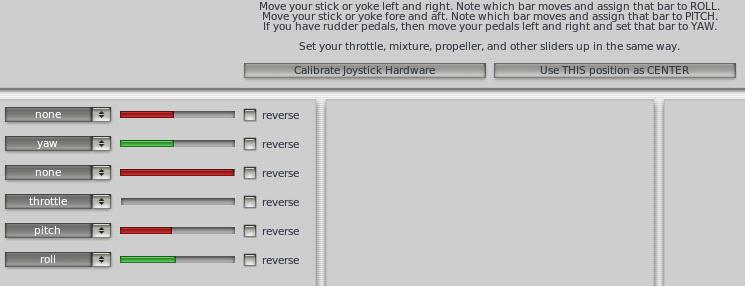 Move your stick or yoke left and right. Note which bar moves and assign that bar to ROLL.
Move your stick or yoke fore and aft. Note which bar moves and assign that bar to PITCH.
If you have rudder pedals, then move your pedals left and right and set that bar to YAW.
Set your throttle, mixture, propeller, and other sliders up in the same way.
Calibrate Joystick Hardware Use THIS position as CENTER
none reverse
yaw reverse
none reverse
throttle reverse
pitch reverse
roll reverse